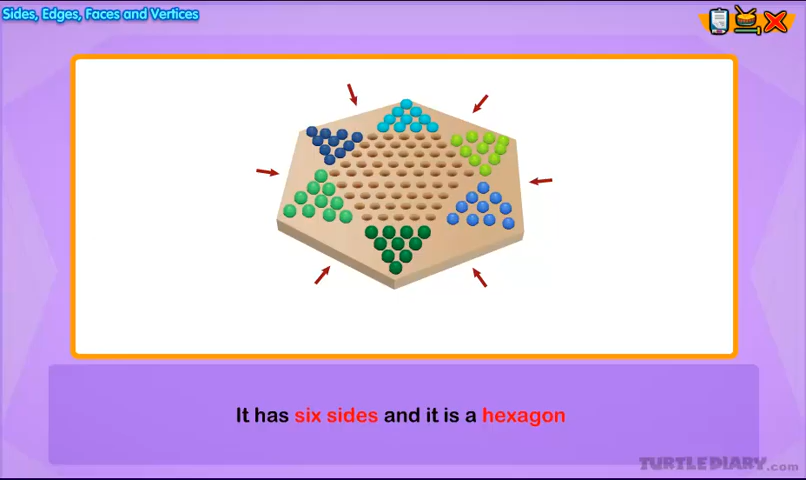 Sides, Edges, Faces and Vertices
It has six sides and it is a hexagon
TURTLEDIARY.com